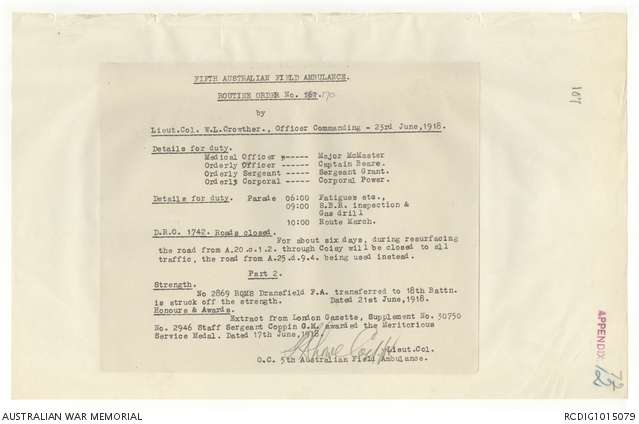 FIFTH AUSTRALIAN FIELD AMBULANCE.
ROUTINE ORDER No. 170
by
Lieut.Col. W.L.Crowther., Officer Commanding - 23rd June,1918.
Details for duty.
Medical Officer ----- Major McMaster
Orderly Officer ------ Captain Beare.
Orderly Sergeant ----- Sergeant Grant.
Orderly Corporal ----- Corporal Power.
Details for duty. Parade 06:00 Fatigues etc.,
09:00 S.B.R. inspection &
Gas drill
10:00 Route March.
D.R.O. 1742. Roads closed.
For about six days, during resurfacing
the road from A.20.c.1.2. through Coisy will be closed to all
traffic, the road from A.25.d.9.4. being used instead.
Part 2.
Strength.
No 2869 RQMS Dransfield F.A. transferred to 18th Battn.
is struck off the strength. Dated 21st June,1918.
Honours & Awards.
Extract from London Gazette, Supplement No. 30750
No. 2946 Staff Sergeant Coppin G.M. awarded the Meritorious
Service Medal. Dated 17th June,1918.
Lieut.Col.
O.C. 5th Australian Field Ambulance.
107
APPENDIX
72
102
AUSTRALIAN WAR MEMORIAL
RCDIG1015079